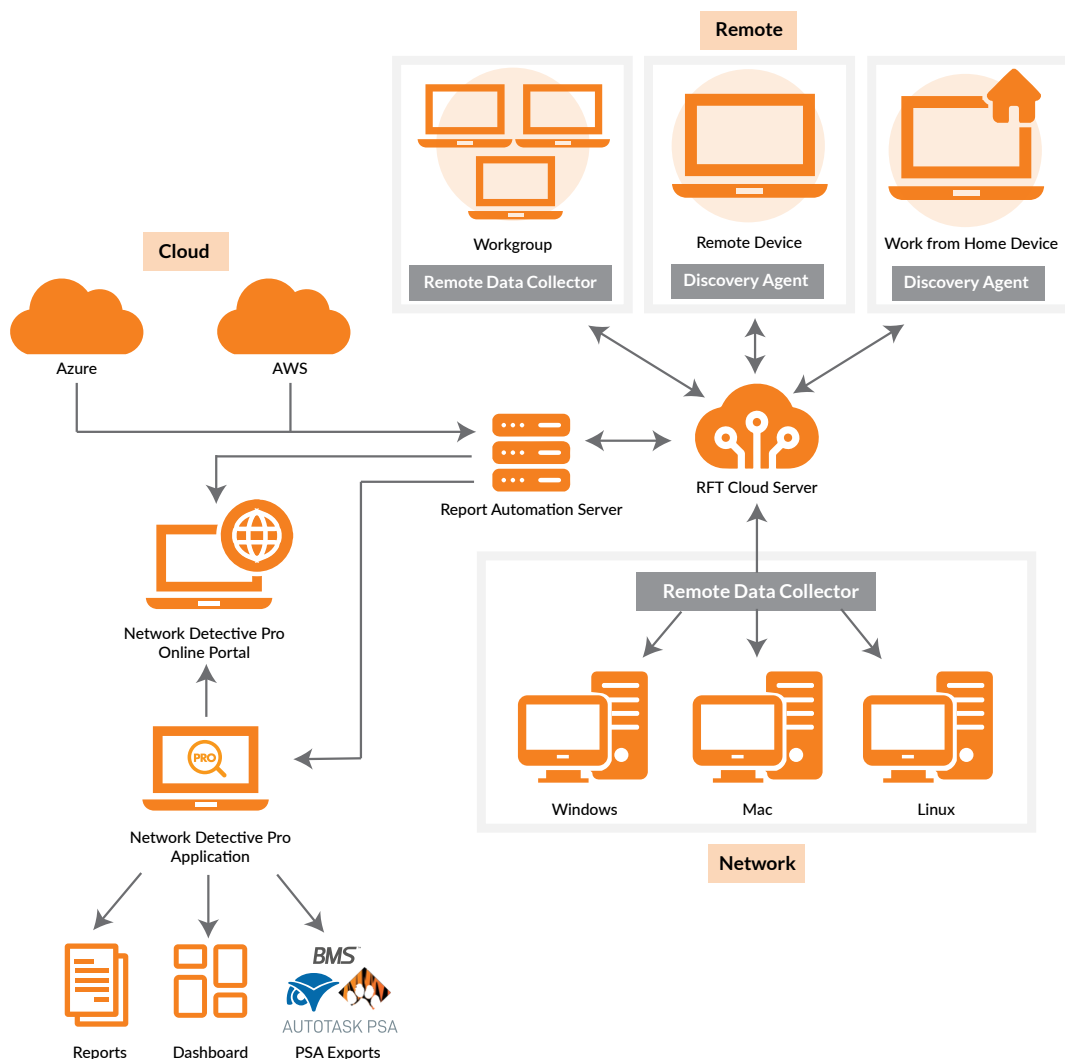 Remote
Workgroup
Remote Data Collector
Remote Device
Discovery Agent
Work from Home Device
Discovery Agent
Cloud
Azure
AWS
Report Automation Server
RFT Cloud Server
Network Detective Pro
Online Portal
Remote Data Collector
Windows
Mac
Linux
Network
PRO
Network Detective Pro
Application
Reports
Dashboard
BMS™
AUTOTASK PSA
PSA Exports